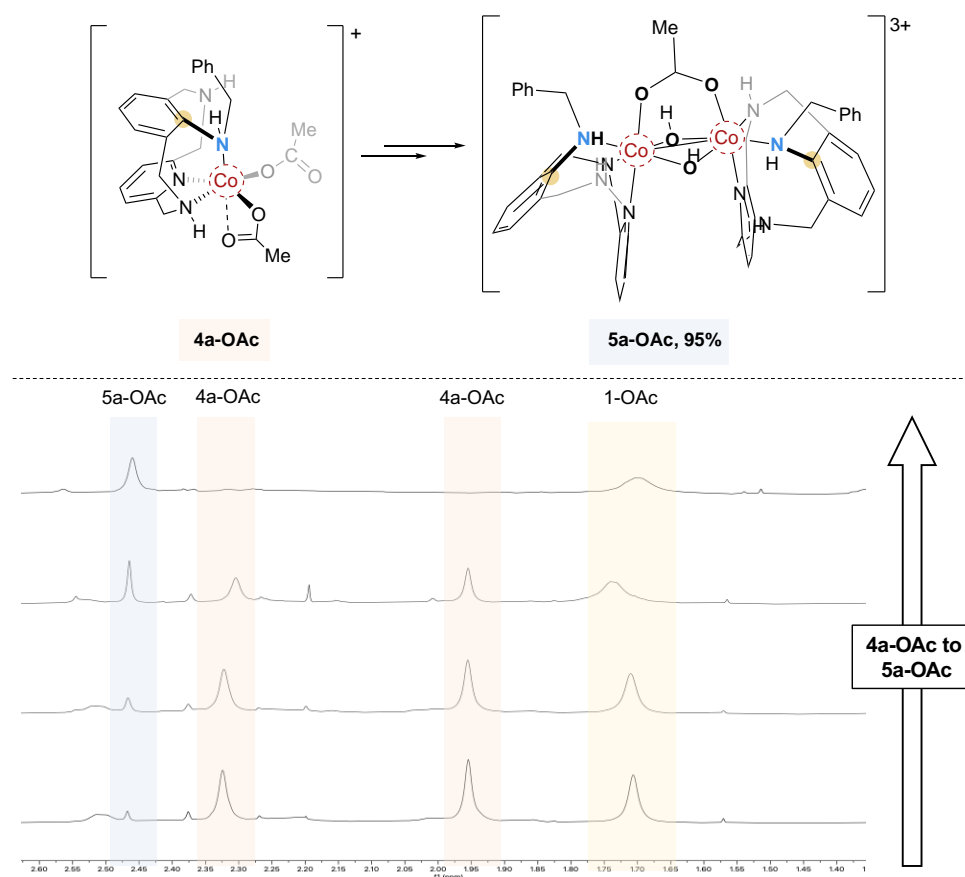 +
Ph
H
N
H
N
Me
C
O
N
Co
O
N
H
O
O
Me
4a-OAc
3+
Me
O
O
Ph
H
H
N
Ph
NH
Co
O
Co
N
H
O
H
N
N
N
N
H
5a-OAc, 95%
5a-OAc
4a-OAc
4a-OAc
1-OAc
4a-OAc to
5a-OAc
2.60 2.55 2.50 2.45 2.40 2.35 2.30 2.25 2.20 2.15 2.10 2.05 2.00 1.95 1.90 1.85 1.80 1.75 1.70 1.65 1.60 1.55 1.50 1.45 1.40